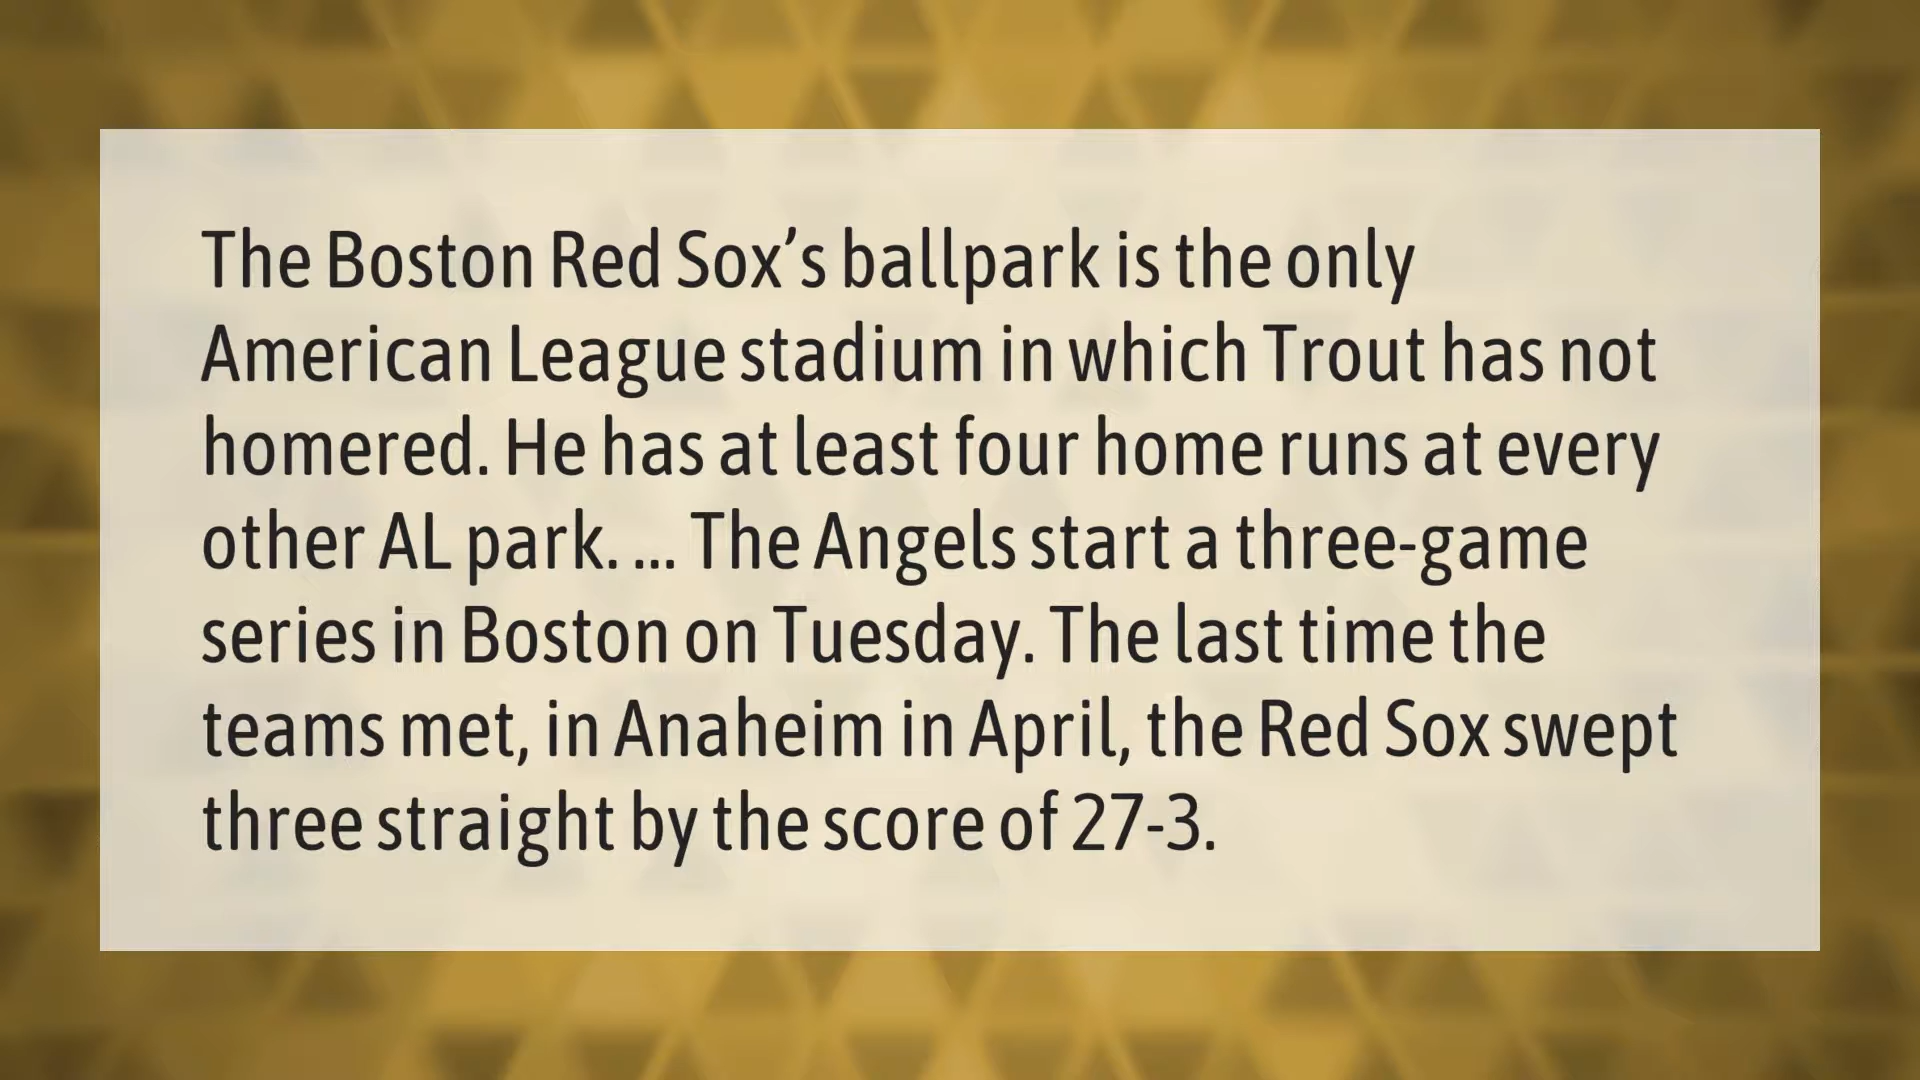 The Boston Red Sox’s ballpark is the only
American League stadium in which Trout has not
homered. He has at least four home runs at every
other AL park. ... The Angels start a three-game
series in Boston on Tuesday. The last time the
teams met, in Anaheim in April, the Red Sox swept
three straight by the score of 27-3.